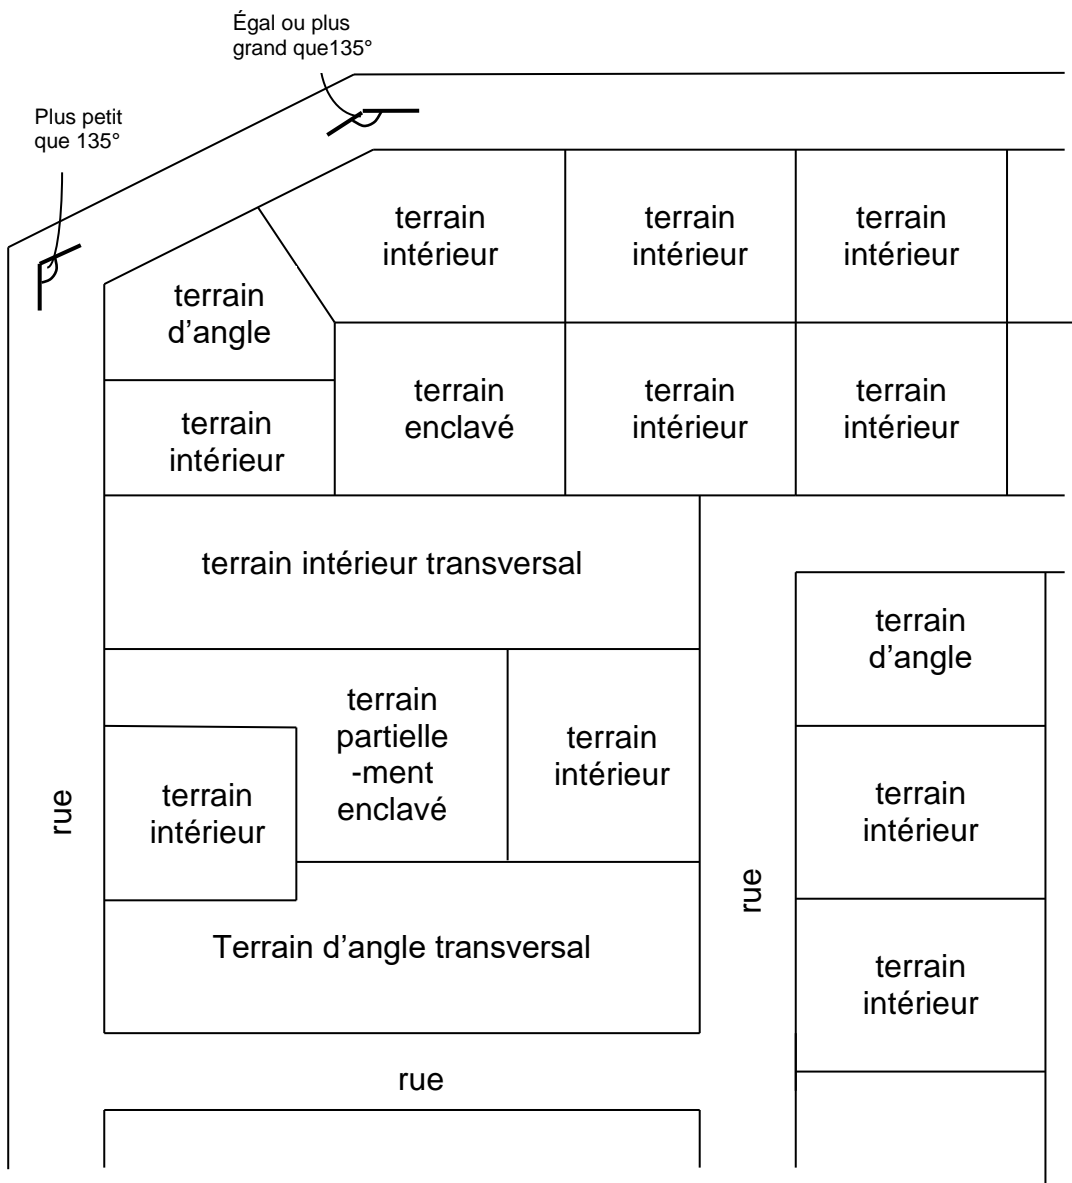 Égal ou plus
grand que135°
Plus petit
que 135°
terrain
intérieur
terrain
intérieur
terrain
intérieur
terrain
d’angle
terrain
enclavé
terrain
intérieur
terrain
intérieur
terrain
intérieur
terrain intérieur transversal
terrain
d’angle
terrain
partielle
-ment
enclavé
terrain
intérieur
terrain
intérieur
terrain
intérieur
rue
rue
Terrain d’angle transversal
terrain
intérieur
rue